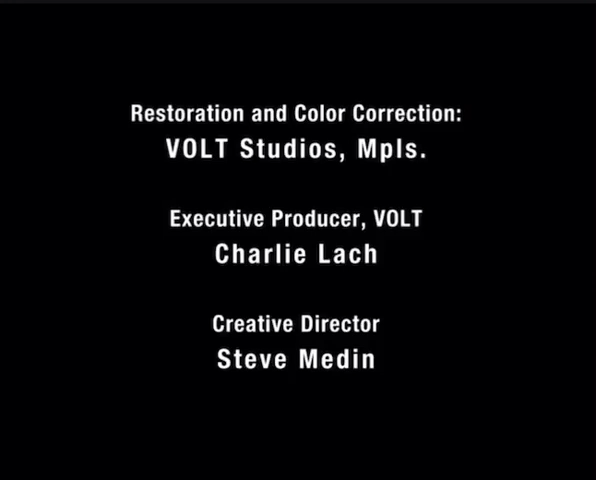 Restoration and Color Correction:
VOLT Studios, Mpls.
Executive Producer, VOLT
Charlie Lach
Creative Director
Steve Medin